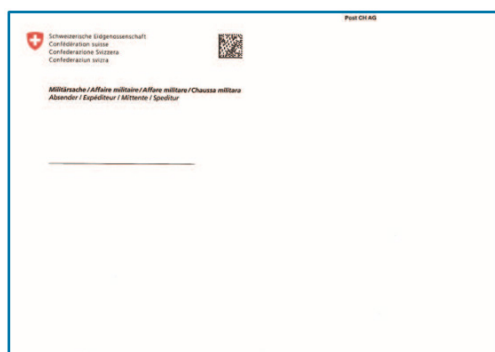 Post CH AG
Schweizerische Eidgenossenschaft
Confédération suisse
Confederazione Svizzera
Confederaziun svizra
Militärsache / Affaire militaire / Affare militare / Chaussa militara
Absender / Expéditeur / Mittente / Speditur